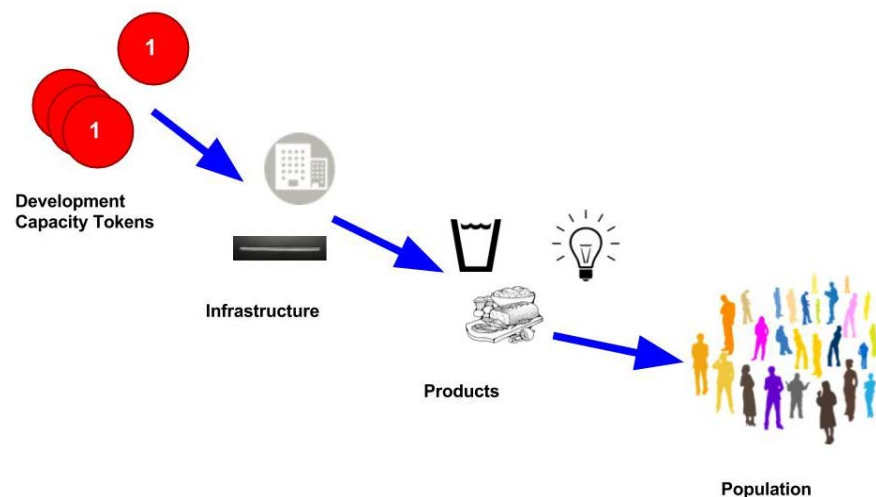 1
1
Development
Capacity Tokens
Infrastructure
Products
Population